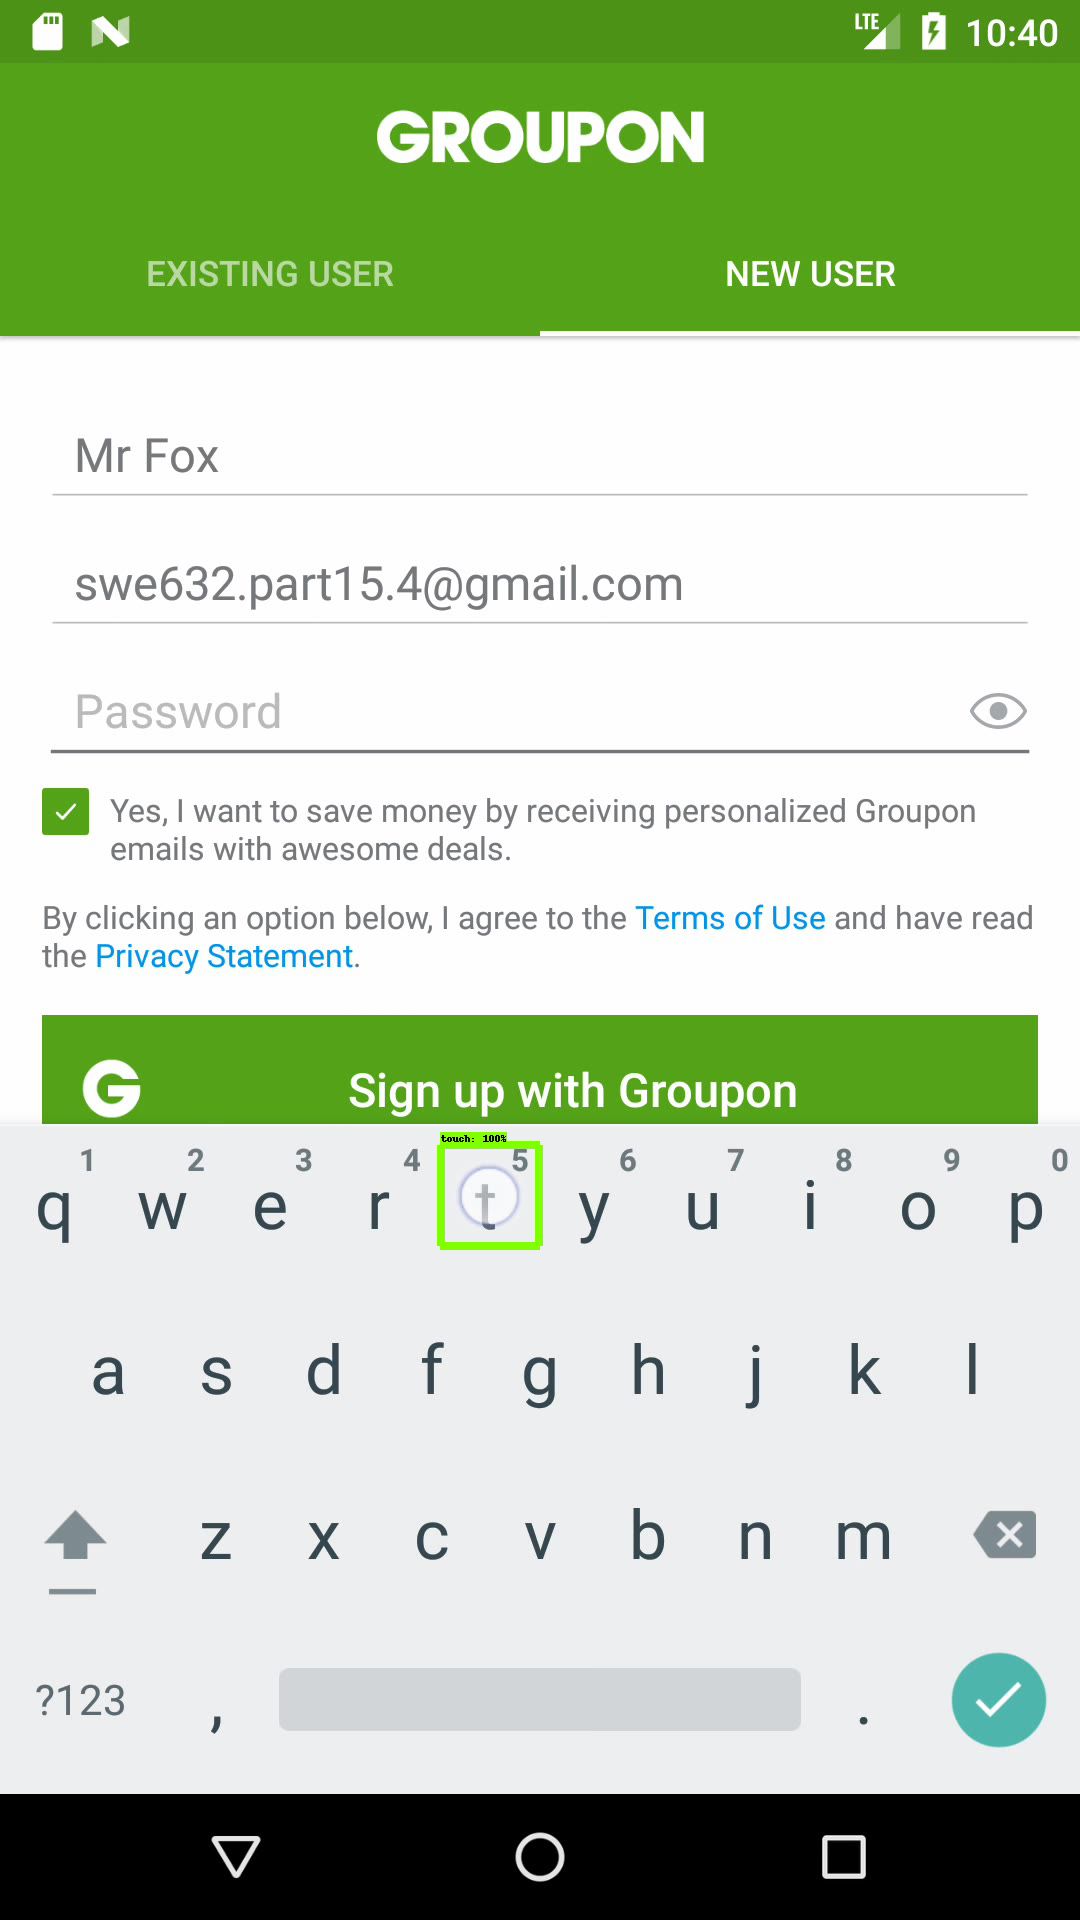 LTE 10:40
GROUPON
EXISTING USER NEW USER
Mr Fox
swe632.part15.4@gmail.com
Password
Yes, I want to save money by receiving personalized Groupon
emails with awesome deals.
By clicking an option below, I agree to the Terms of Use and have read
the Privacy Statement.
G Sign up with Groupon
touch: 100%
1 2 3 4 5 6 7 8 9 0
q w e r t y u i o p
a s d f g h j k l
z x c v b n m
?123 , .